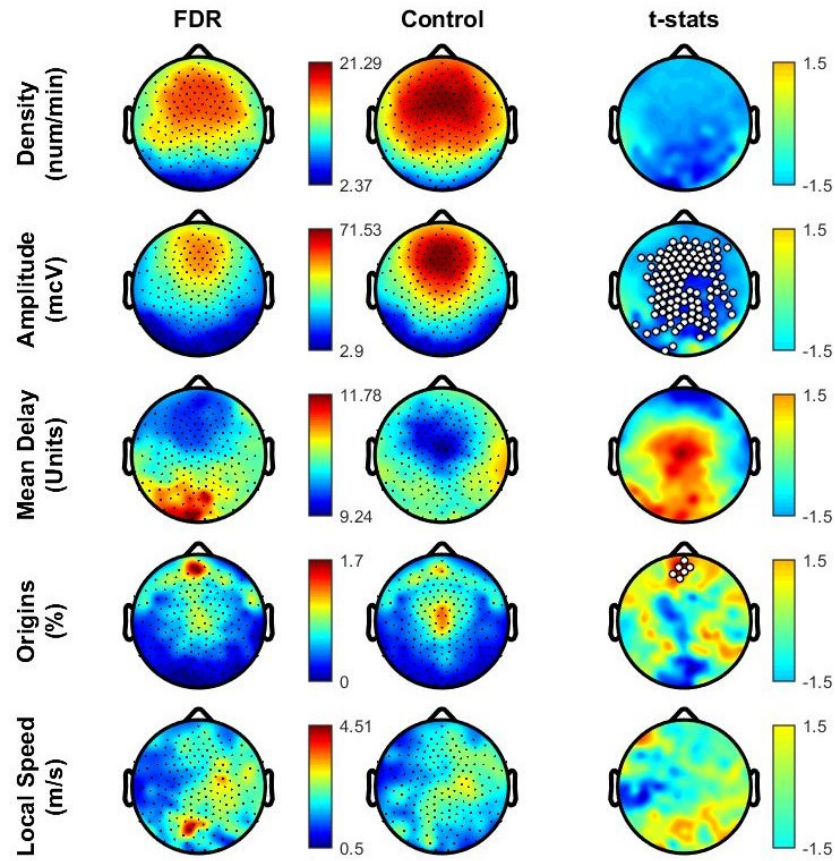 FDR Control t-stats
Density
(num/min)
21.29
2.37
1.5
-1.5
Amplitude
(mcV)
71.53
2.9
1.5
-1.5
Mean Delay
(Units)
11.78
9.24
1.5
-1.5
Origins
(%)
1.7
0
1.5
-1.5
Local Speed
(m/s)
4.51
0.5
1.5
-1.5